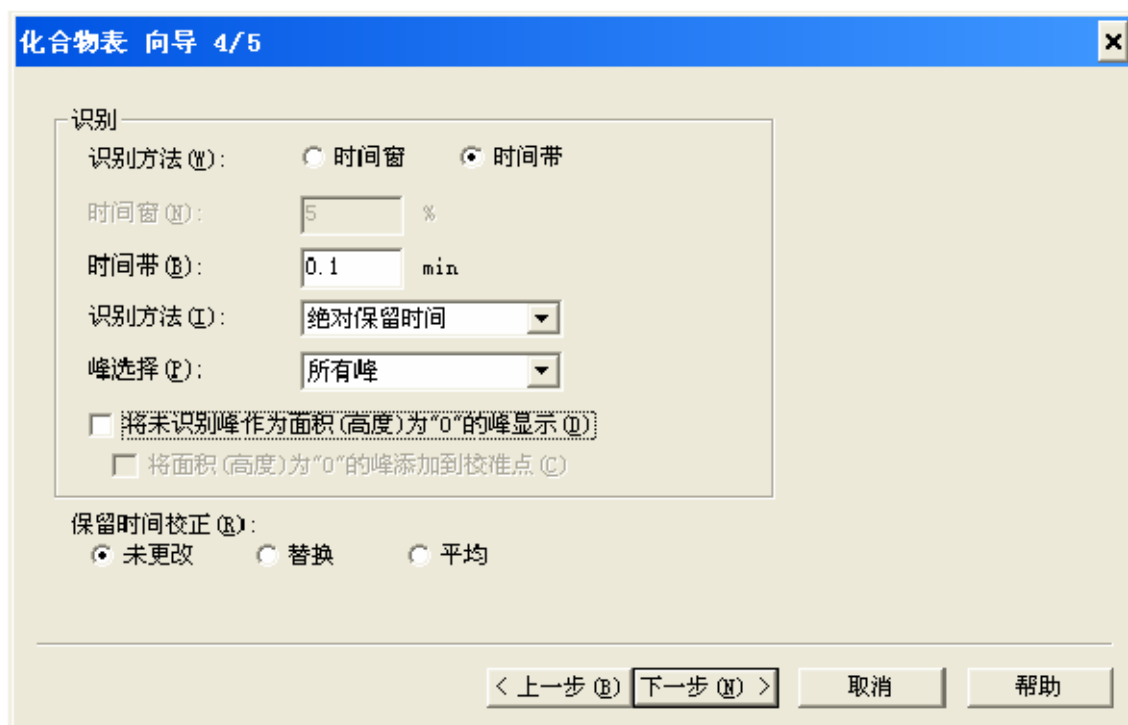 化合物表 向导 4/5
识别
识别方法(W): 时间窗 时间带
时间窗(N): 5 %
时间带(B): 0.1 min
识别方法(I): 绝对保留时间
峰选择(P): 所有峰
将未识别峰作为面积(高度)为"0"的峰显示(D)
将面积(高度)为"0"的峰添加到校准点(C)
保留时间校正(R):
未更改 替换 平均
< 上一步(B) 下一步(N) > 取消 帮助